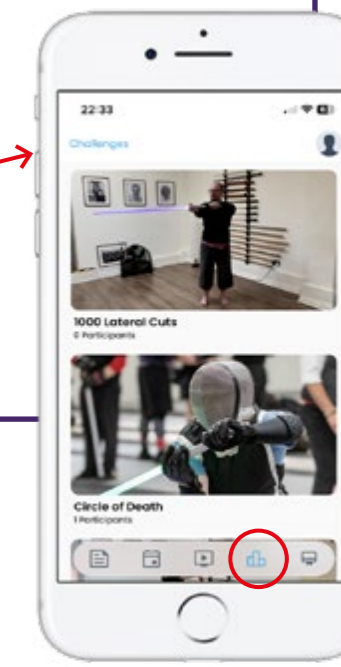 22:33
Challenges
1000 Lateral Cuts
0 Participants
Circle of Death
1 Participants